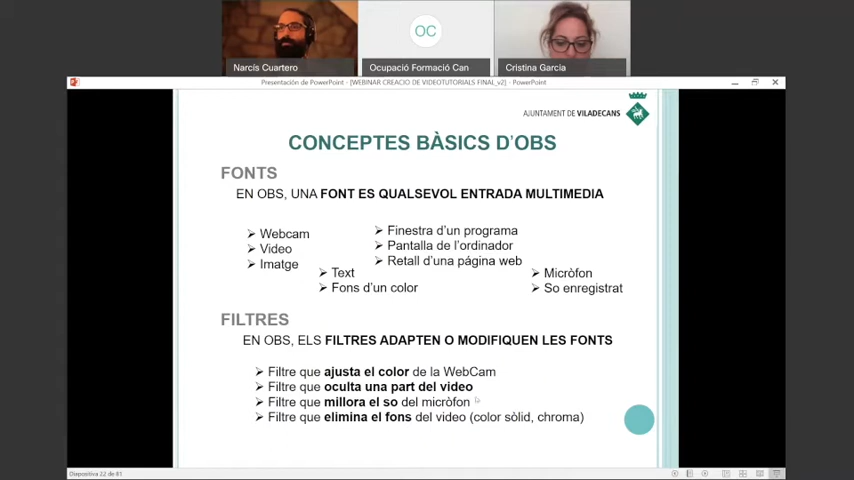 OC
Narcís Cuartero
Ocupació Formació Can
Cristina Garcia
Presentación de PowerPoint - [WEBINAR CREACIO DE VIDEOTUTORIALS FINAL_v2] - PowerPoint
AJUNTAMENT DE VILADECANS
CONCEPTES BÀSICS D'OBS
FONTS
EN OBS, UNA FONT ES QUALSEVOL ENTRADA MULTIMEDIA
➢ Webcam
➢ Video
➢ Imatge
➢ Finestra d'un programa
➢ Pantalla de l'ordinador
➢ Retall d'una página web
➢ Text
➢ Fons d'un color
➢ Micròfon
➢ So enregistrat
FILTRES
EN OBS, ELS FILTRES ADAPTEN O MODIFIQUEN LES FONTS
➢ Filtre que ajusta el color de la WebCam
➢ Filtre que oculta una part del video
➢ Filtre que millora el so del micròfon
➢ Filtre que elimina el fons del video (color sòlid, chroma)
Diapositiva 22 de 81